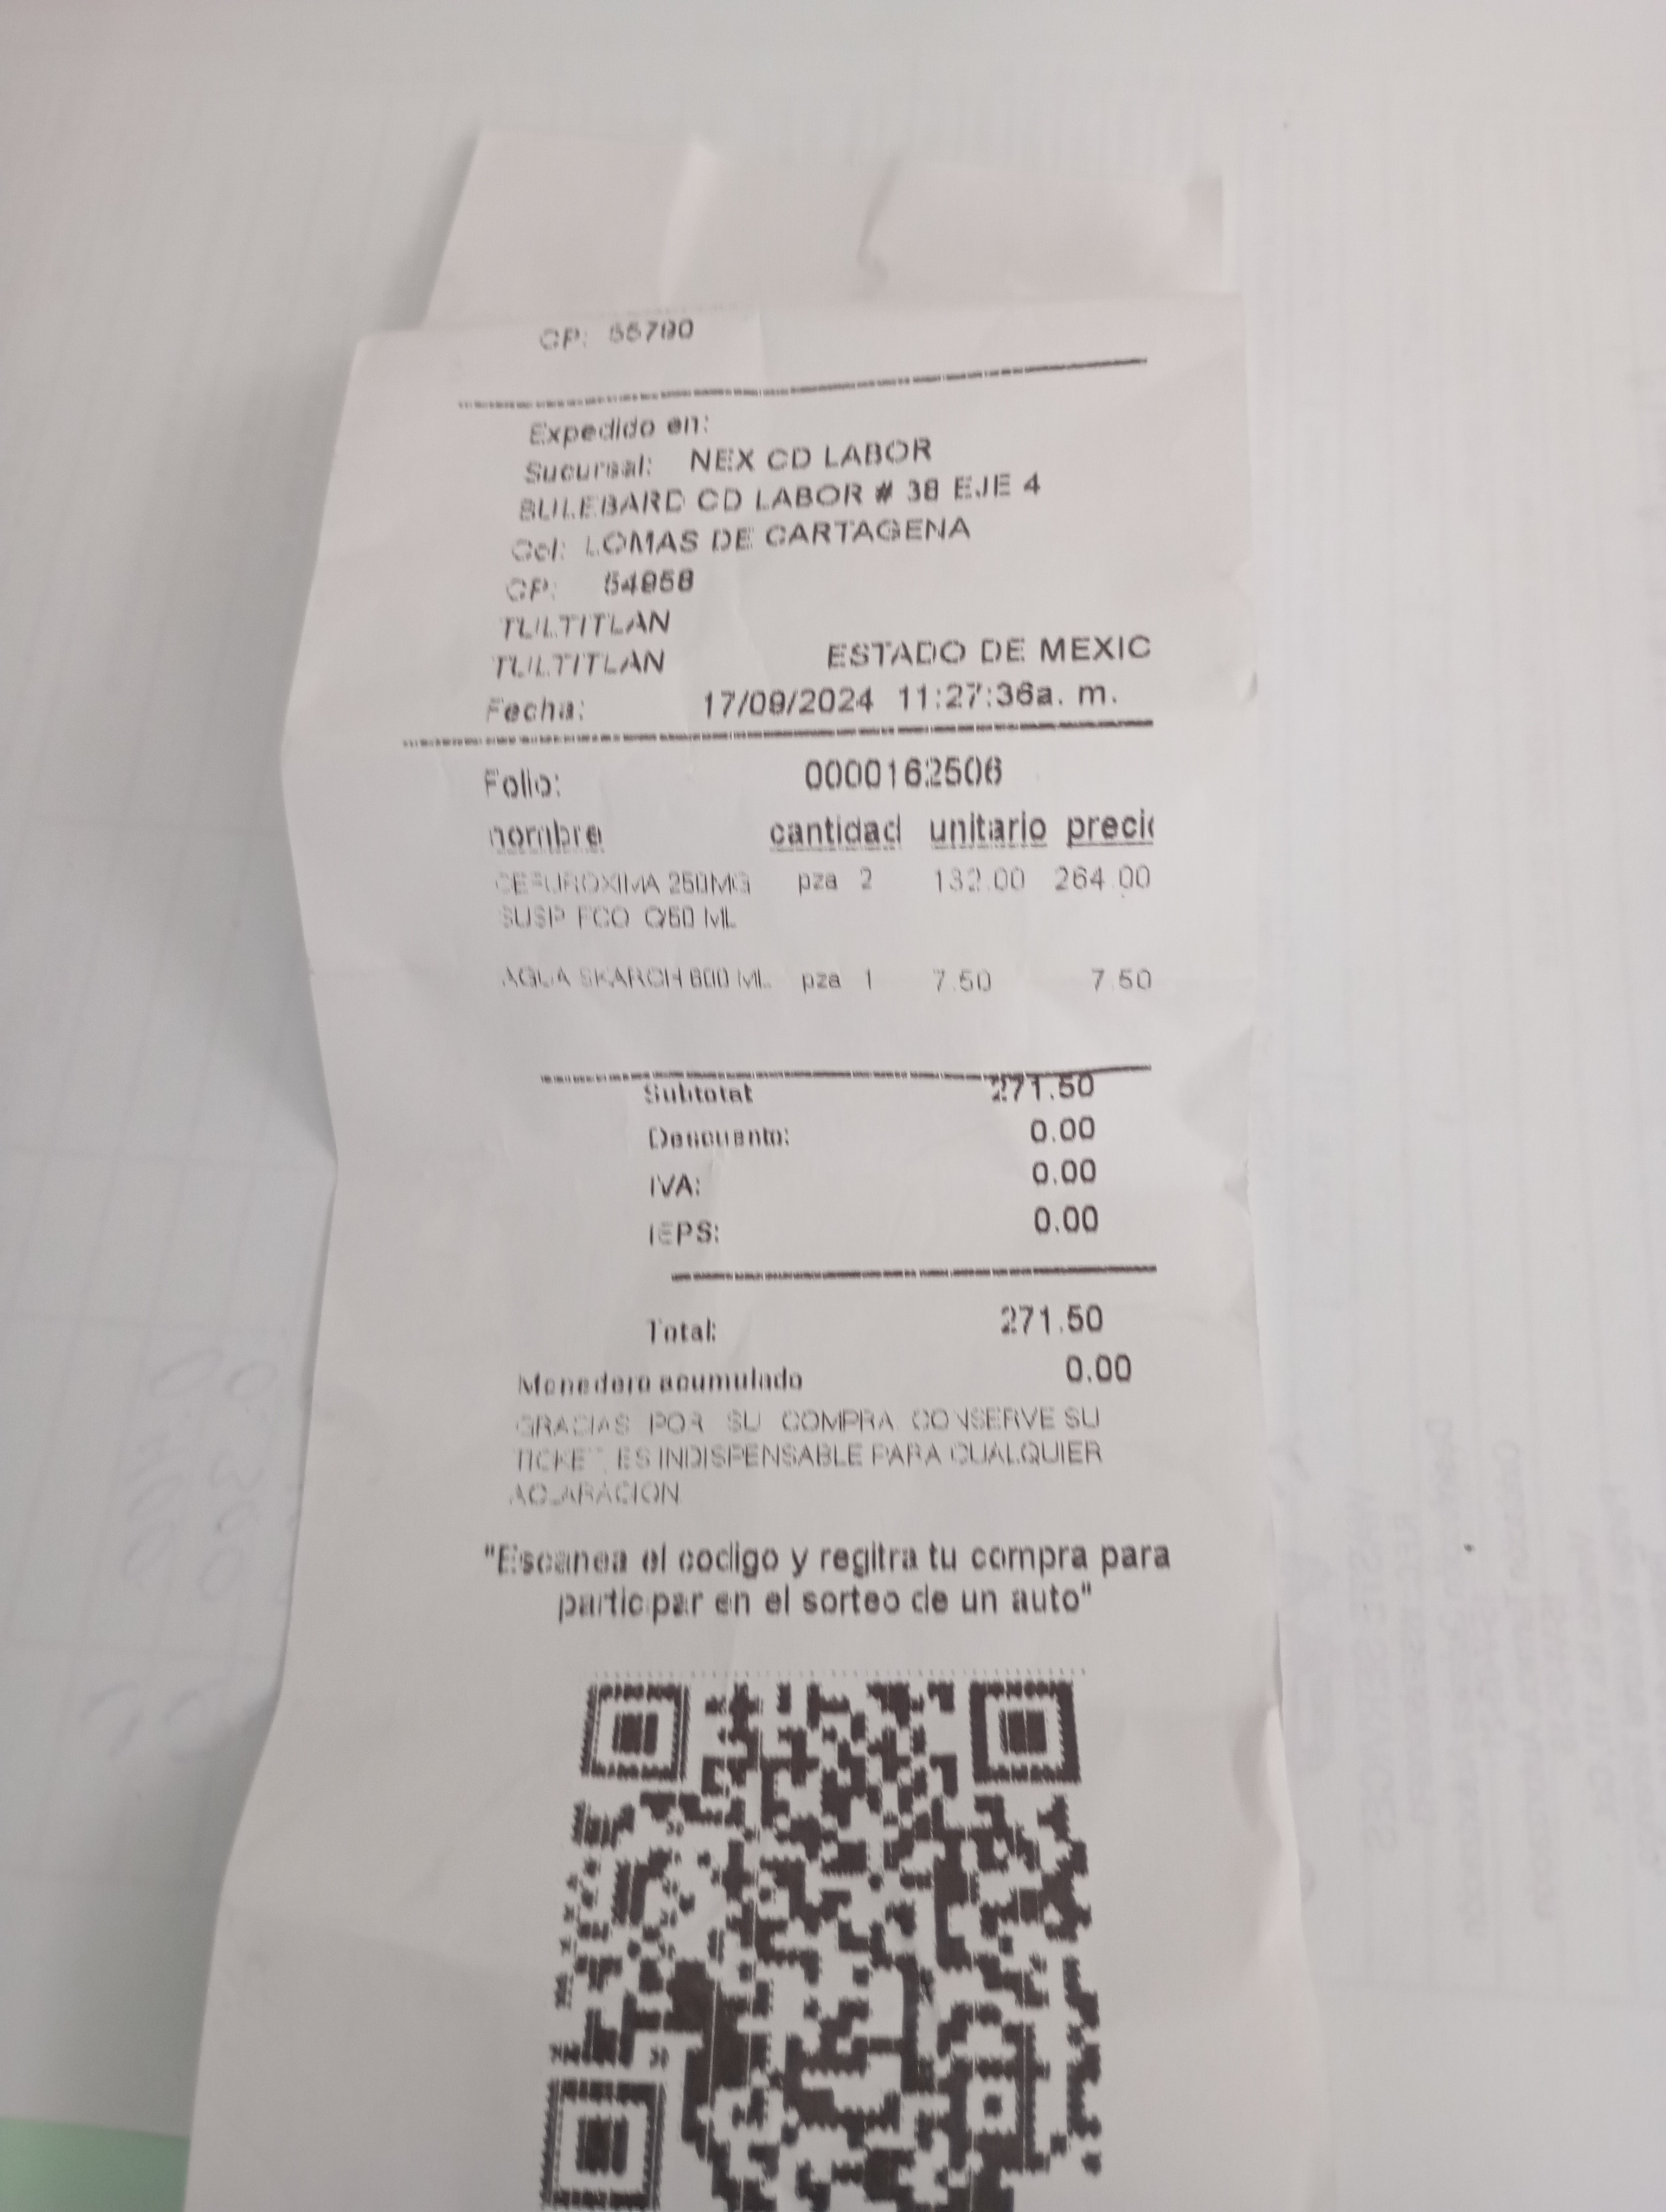 CP: 55790
Expedido en:
Sucursal: NEX CD LABOR
BULEBARD CD LABOR # 38 EJE 4
Col: LOMAS DE CARTAGENA
CP: 54958
TULTITLAN
TULTITLAN ESTADO DE MEXIC
Fecha: 17/09/2024 11:27:36a. m.
Folio: 0000162506
nombre cantidad unitario precio
CEFUROXIMA 250MG pza 2 132.00 264.00
SUSP FCO C/50 ML
AGUA SKARCH 600 ML pza 1 7.50 7.50
Subtotal 271.50
Descuento: 0.00
IVA: 0.00
IEPS: 0.00
Total: 271.50
Monedero acumulado 0.00
GRACIAS POR SU COMPRA. CONSERVE SU
TICKET, ES INDISPENSABLE PARA CUALQUIER
ACLARACION.
"Escanea el codigo y regitra tu compra para
participar en el sorteo de un auto"